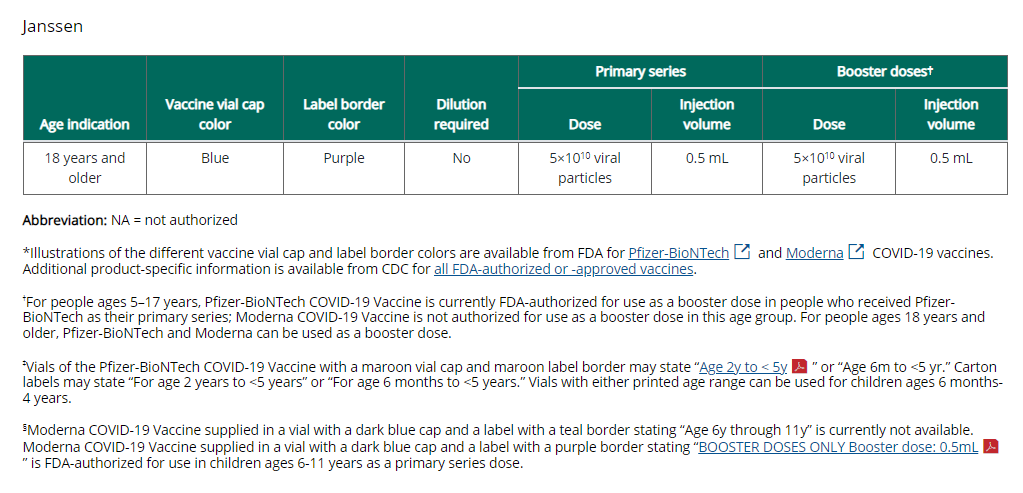 Janssen
Primary series
Booster doses†
Age indication
Vaccine vial cap
color
Label border
color
Dilution
required
Dose
Injection
volume
Dose
Injection
volume
18 years and
older
Blue
Purple
No
5×10¹⁰ viral
particles
0.5 mL
5×10¹⁰ viral
particles
0.5 mL
Abbreviation: NA = not authorized
*Illustrations of the different vaccine vial cap and label border colors are available from FDA for Pfizer-BioNTech and Moderna COVID-19 vaccines.
Additional product-specific information is available from CDC for all FDA-authorized or -approved vaccines.
†For people ages 5–17 years, Pfizer-BioNTech COVID-19 Vaccine is currently FDA-authorized for use as a booster dose in people who received Pfizer-
BioNTech as their primary series; Moderna COVID-19 Vaccine is not authorized for use as a booster dose in this age group. For people ages 18 years and
older, Pfizer-BioNTech and Moderna can be used as a booster dose.
‡Vials of the Pfizer-BioNTech COVID-19 Vaccine with a maroon vial cap and maroon label border may state “Age 2y to < 5y ” or “Age 6m to <5 yr.” Carton
labels may state “For age 2 years to <5 years” or “For age 6 months to <5 years.” Vials with either printed age range can be used for children ages 6 months-
4 years.
§Moderna COVID-19 Vaccine supplied in a vial with a dark blue cap and a label with a teal border stating “Age 6y through 11y” is currently not available.
Moderna COVID-19 Vaccine supplied in a vial with a dark blue cap and a label with a purple border stating “BOOSTER DOSES ONLY Booster dose: 0.5mL
” is FDA-authorized for use in children ages 6-11 years as a primary series dose.